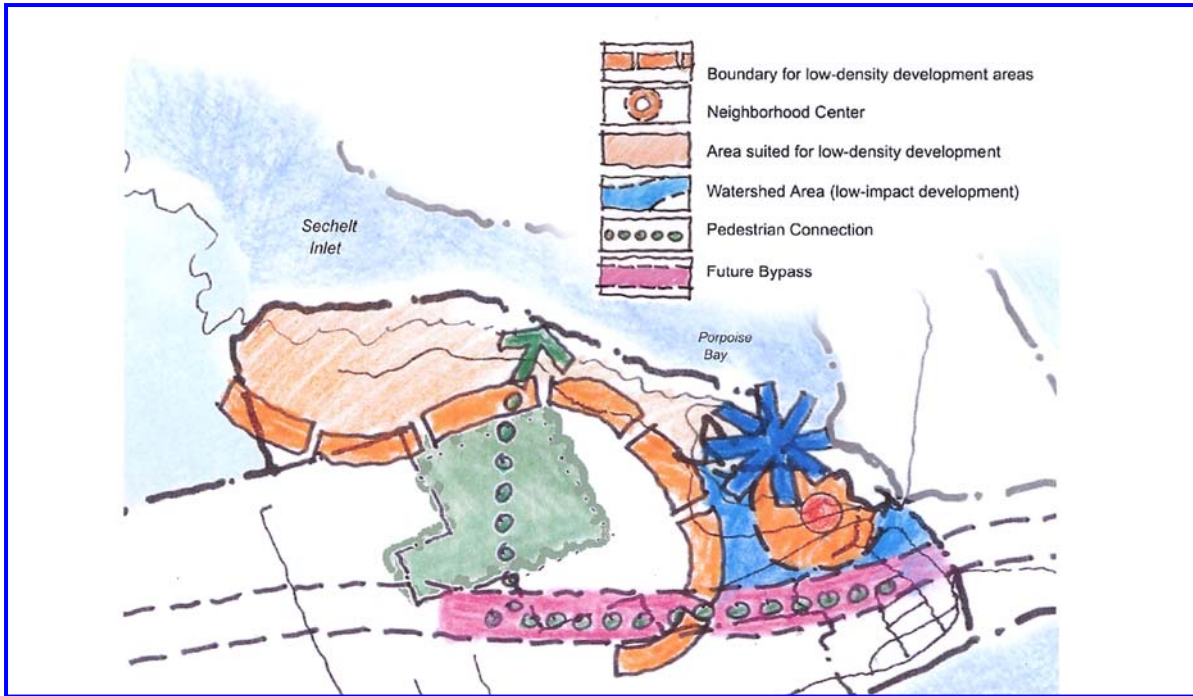 Boundary for low-density development areas
Neighborhood Center
Area suited for low-density development
Watershed Area (low-impact development)
Pedestrian Connection
Future Bypass
Sechelt
Inlet
Porpoise
Bay